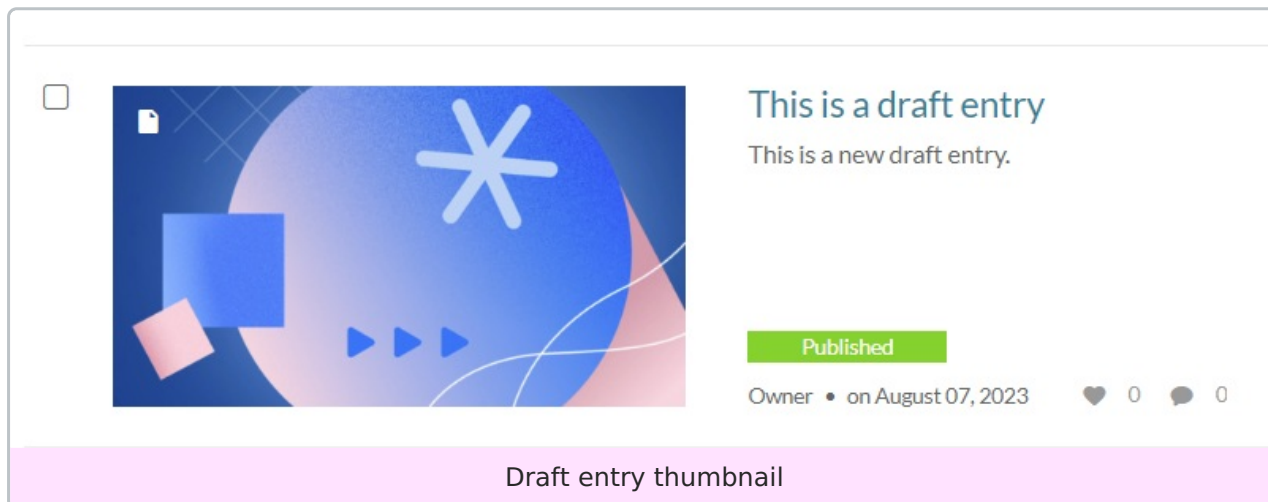 This is a draft entry
This is a new draft entry.
Published
Owner • on August 07, 2023 0 0
Draft entry thumbnail